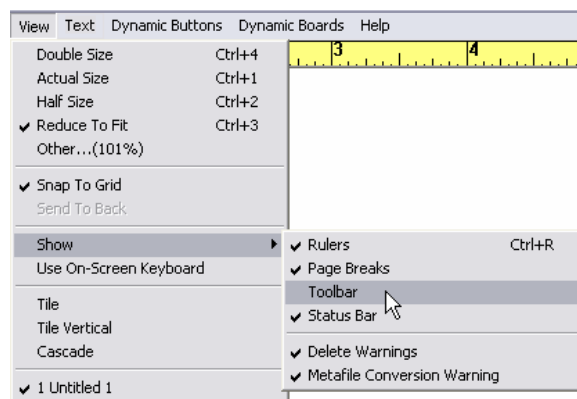 View Text Dynamic Buttons Dynamic Boards Help
3 4
Double Size Ctrl+4
Actual Size Ctrl+1
Half Size Ctrl+2
Reduce To Fit Ctrl+3
Other...(101%)
Snap To Grid
Send To Back
Show
Use On-Screen Keyboard
Tile
Tile Vertical
Cascade
1 Untitled 1
Rulers Ctrl+R
Page Breaks
Toolbar
Status Bar
Delete Warnings
Metafile Conversion Warning